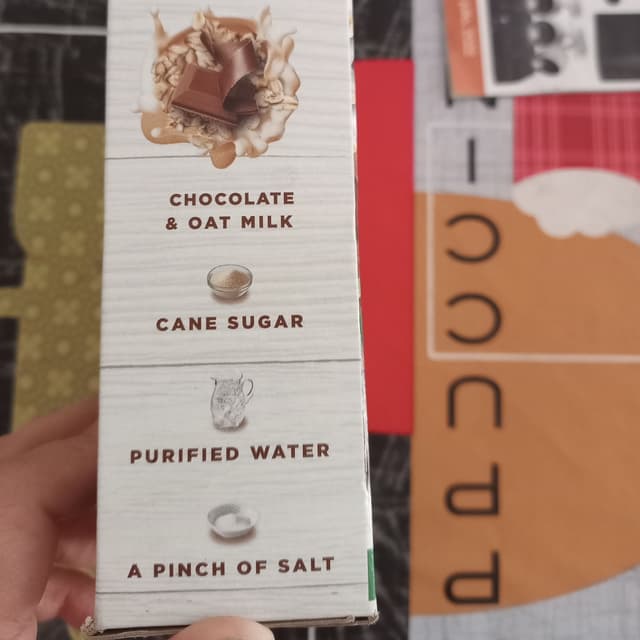 CHOCOLATE
& OAT MILK
CANE SUGAR
PURIFIED WATER
A PINCH OF SALT